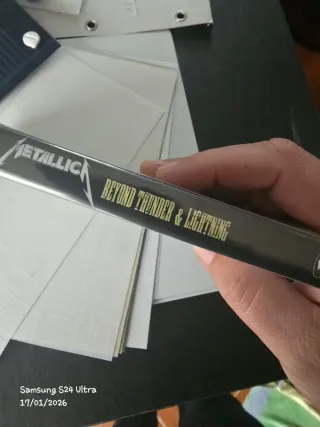 METALLICA
BEYOND THUNDER & LIGHTNING
Samsung S24 Ultra
17/01/2026